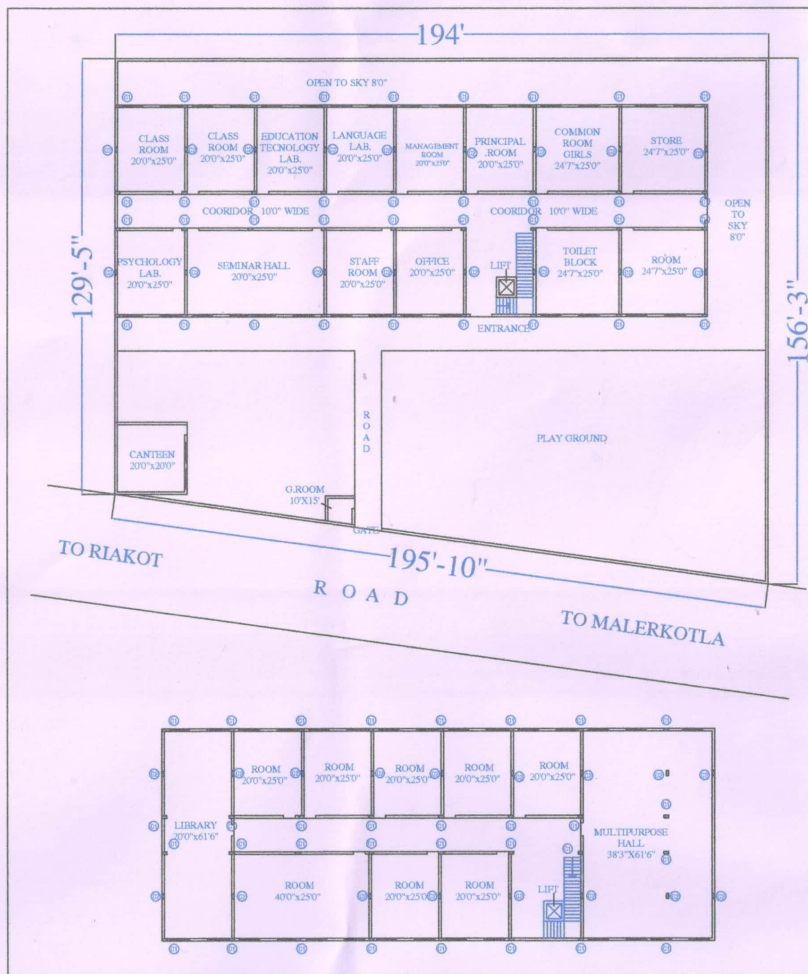 194'
OPEN TO SKY 8'0"
129'-5"
156'-3"
CLASS
ROOM
20'0"x25'0"
CLASS
ROOM
20'0"x25'0"
EDUCATION
TECNOLOGY
LAB.
20'0"x25'0"
LANGUAGE
LAB.
20'0"x25'0"
MANAGEMENT
ROOM
20'0"x25'0"
PRINCIPAL
.ROOM
20'0"x25'0"
COMMON
ROOM
GIRLS
24'7"x25'0"
STORE
24'7"x25'0"
OPEN
TO
SKY
8'0"
COORIDOR 10'0" WIDE
COORIDOR 10'0" WIDE
PSYCHOLOGY
LAB.
20'0"x25'0"
SEMINAR HALL
20'0"x25'0"
STAFF
ROOM
20'0"x25'0"
OFFICE
20'0"x25'0"
LIFT
TOILET
BLOCK
24'7"x25'0"
ROOM
24'7"x25'0"
ENTRANCE
ROAD
PLAY GROUND
CANTEEN
20'0"x20'0"
G.ROOM
10'X15'
GATE
TO RIAKOT
195'-10"
ROAD
TO MALERKOTLA
ROOM
20'0"x25'0"
ROOM
20'0"x25'0"
ROOM
20'0"x25'0"
ROOM
20'0"x25'0"
ROOM
20'0"x25'0"
LIBRARY
20'0"x61'6"
MULTIPURPOSE
HALL
38'3"X61'6"
ROOM
40'0"x25'0"
ROOM
20'0"x25'0"
ROOM
20'0"x25'0"
LIFT